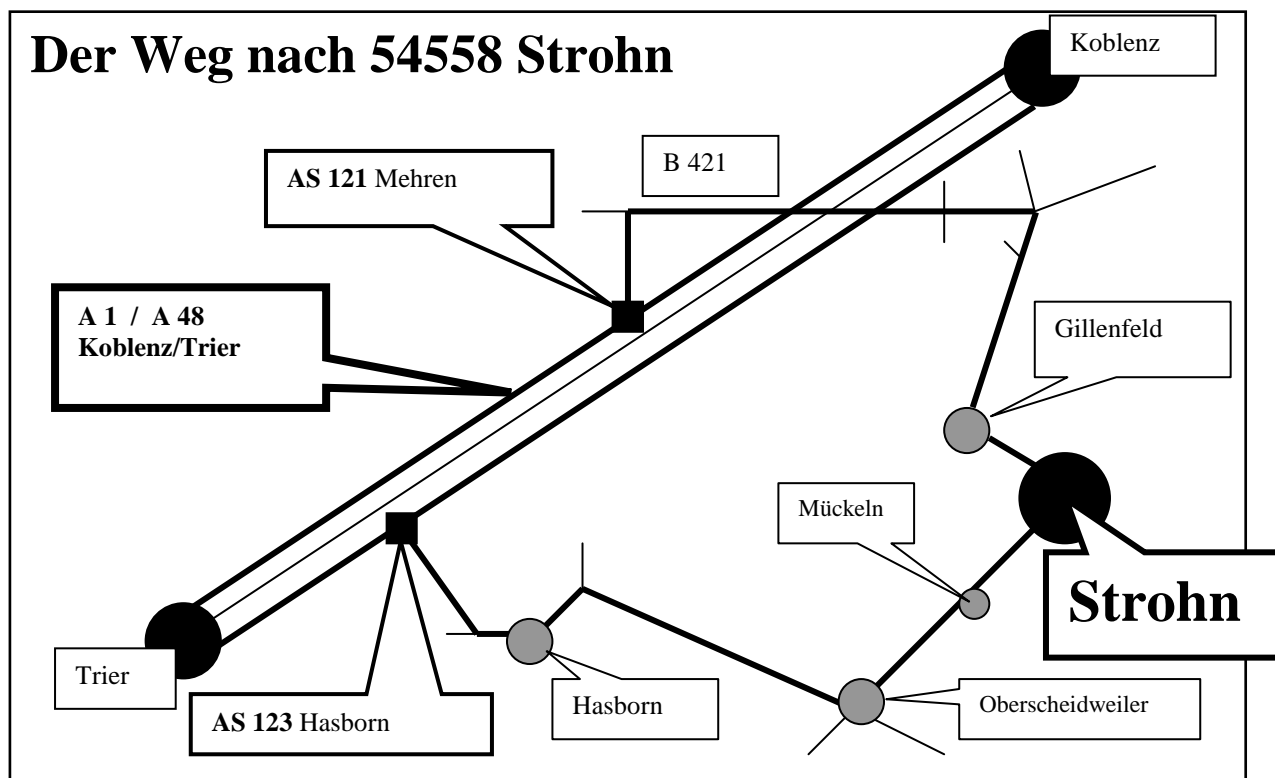 Der Weg nach 54558 Strohn
Koblenz
B 421
AS 121 Mehren
A 1 / A 48
Koblenz/Trier
Gillenfeld
Mückeln
Strohn
Trier
AS 123 Hasborn
Hasborn
Oberscheidweiler